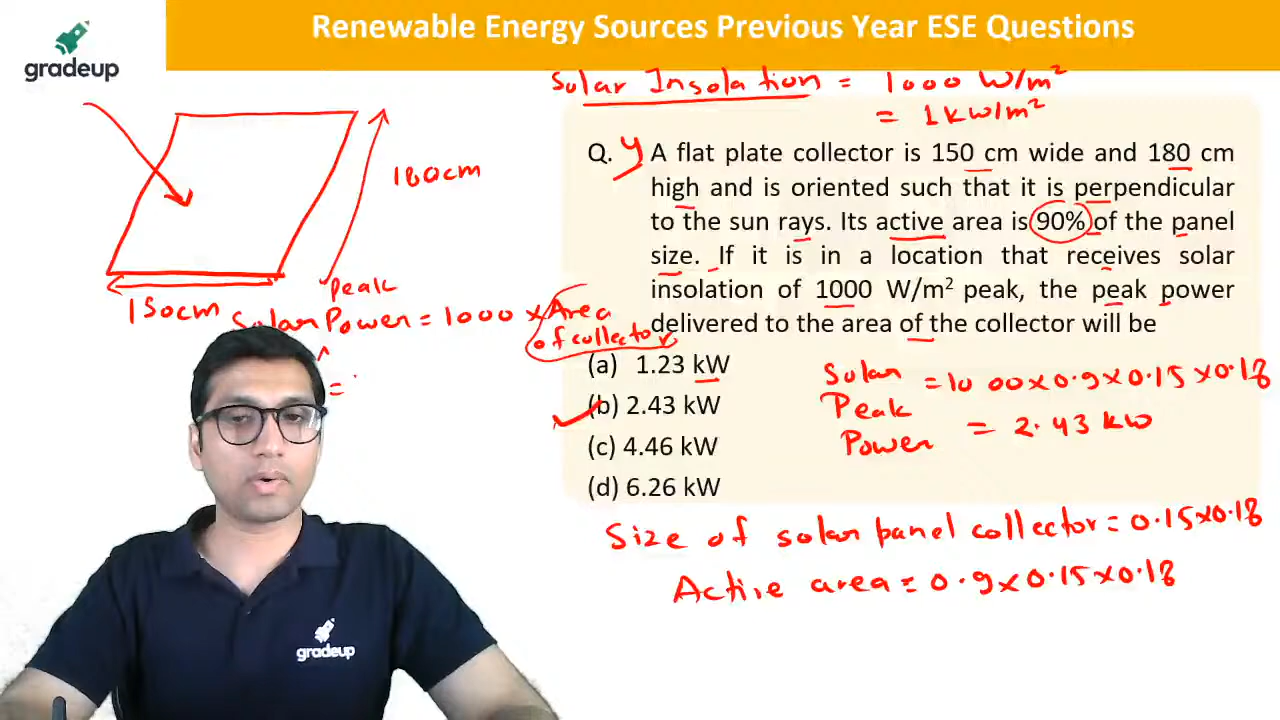 Renewable Energy Sources Previous Year ESE Questions
gradeup
Solar Insolation = 1000 W/m²
= 1 kW/m²
Q. A flat plate collector is 150 cm wide and 180 cm
high and is oriented such that it is perpendicular
to the sun rays. Its active area is 90% of the panel
size. If it is in a location that receives solar
insolation of 1000 W/m² peak, the peak power
delivered to the area of the collector will be
(a) 1.23 kW
(b) 2.43 kW
(c) 4.46 kW
(d) 6.26 kW
180cm
150cm
Peak
Solar Power = 1000 × Area
of collector
=
Solar
Peak
Power
= 1000×0.9×0.15×0.18
= 2.43 kW
Size of solar panel collector = 0.15×0.18
Active area = 0.9×0.15×0.18
gradeup